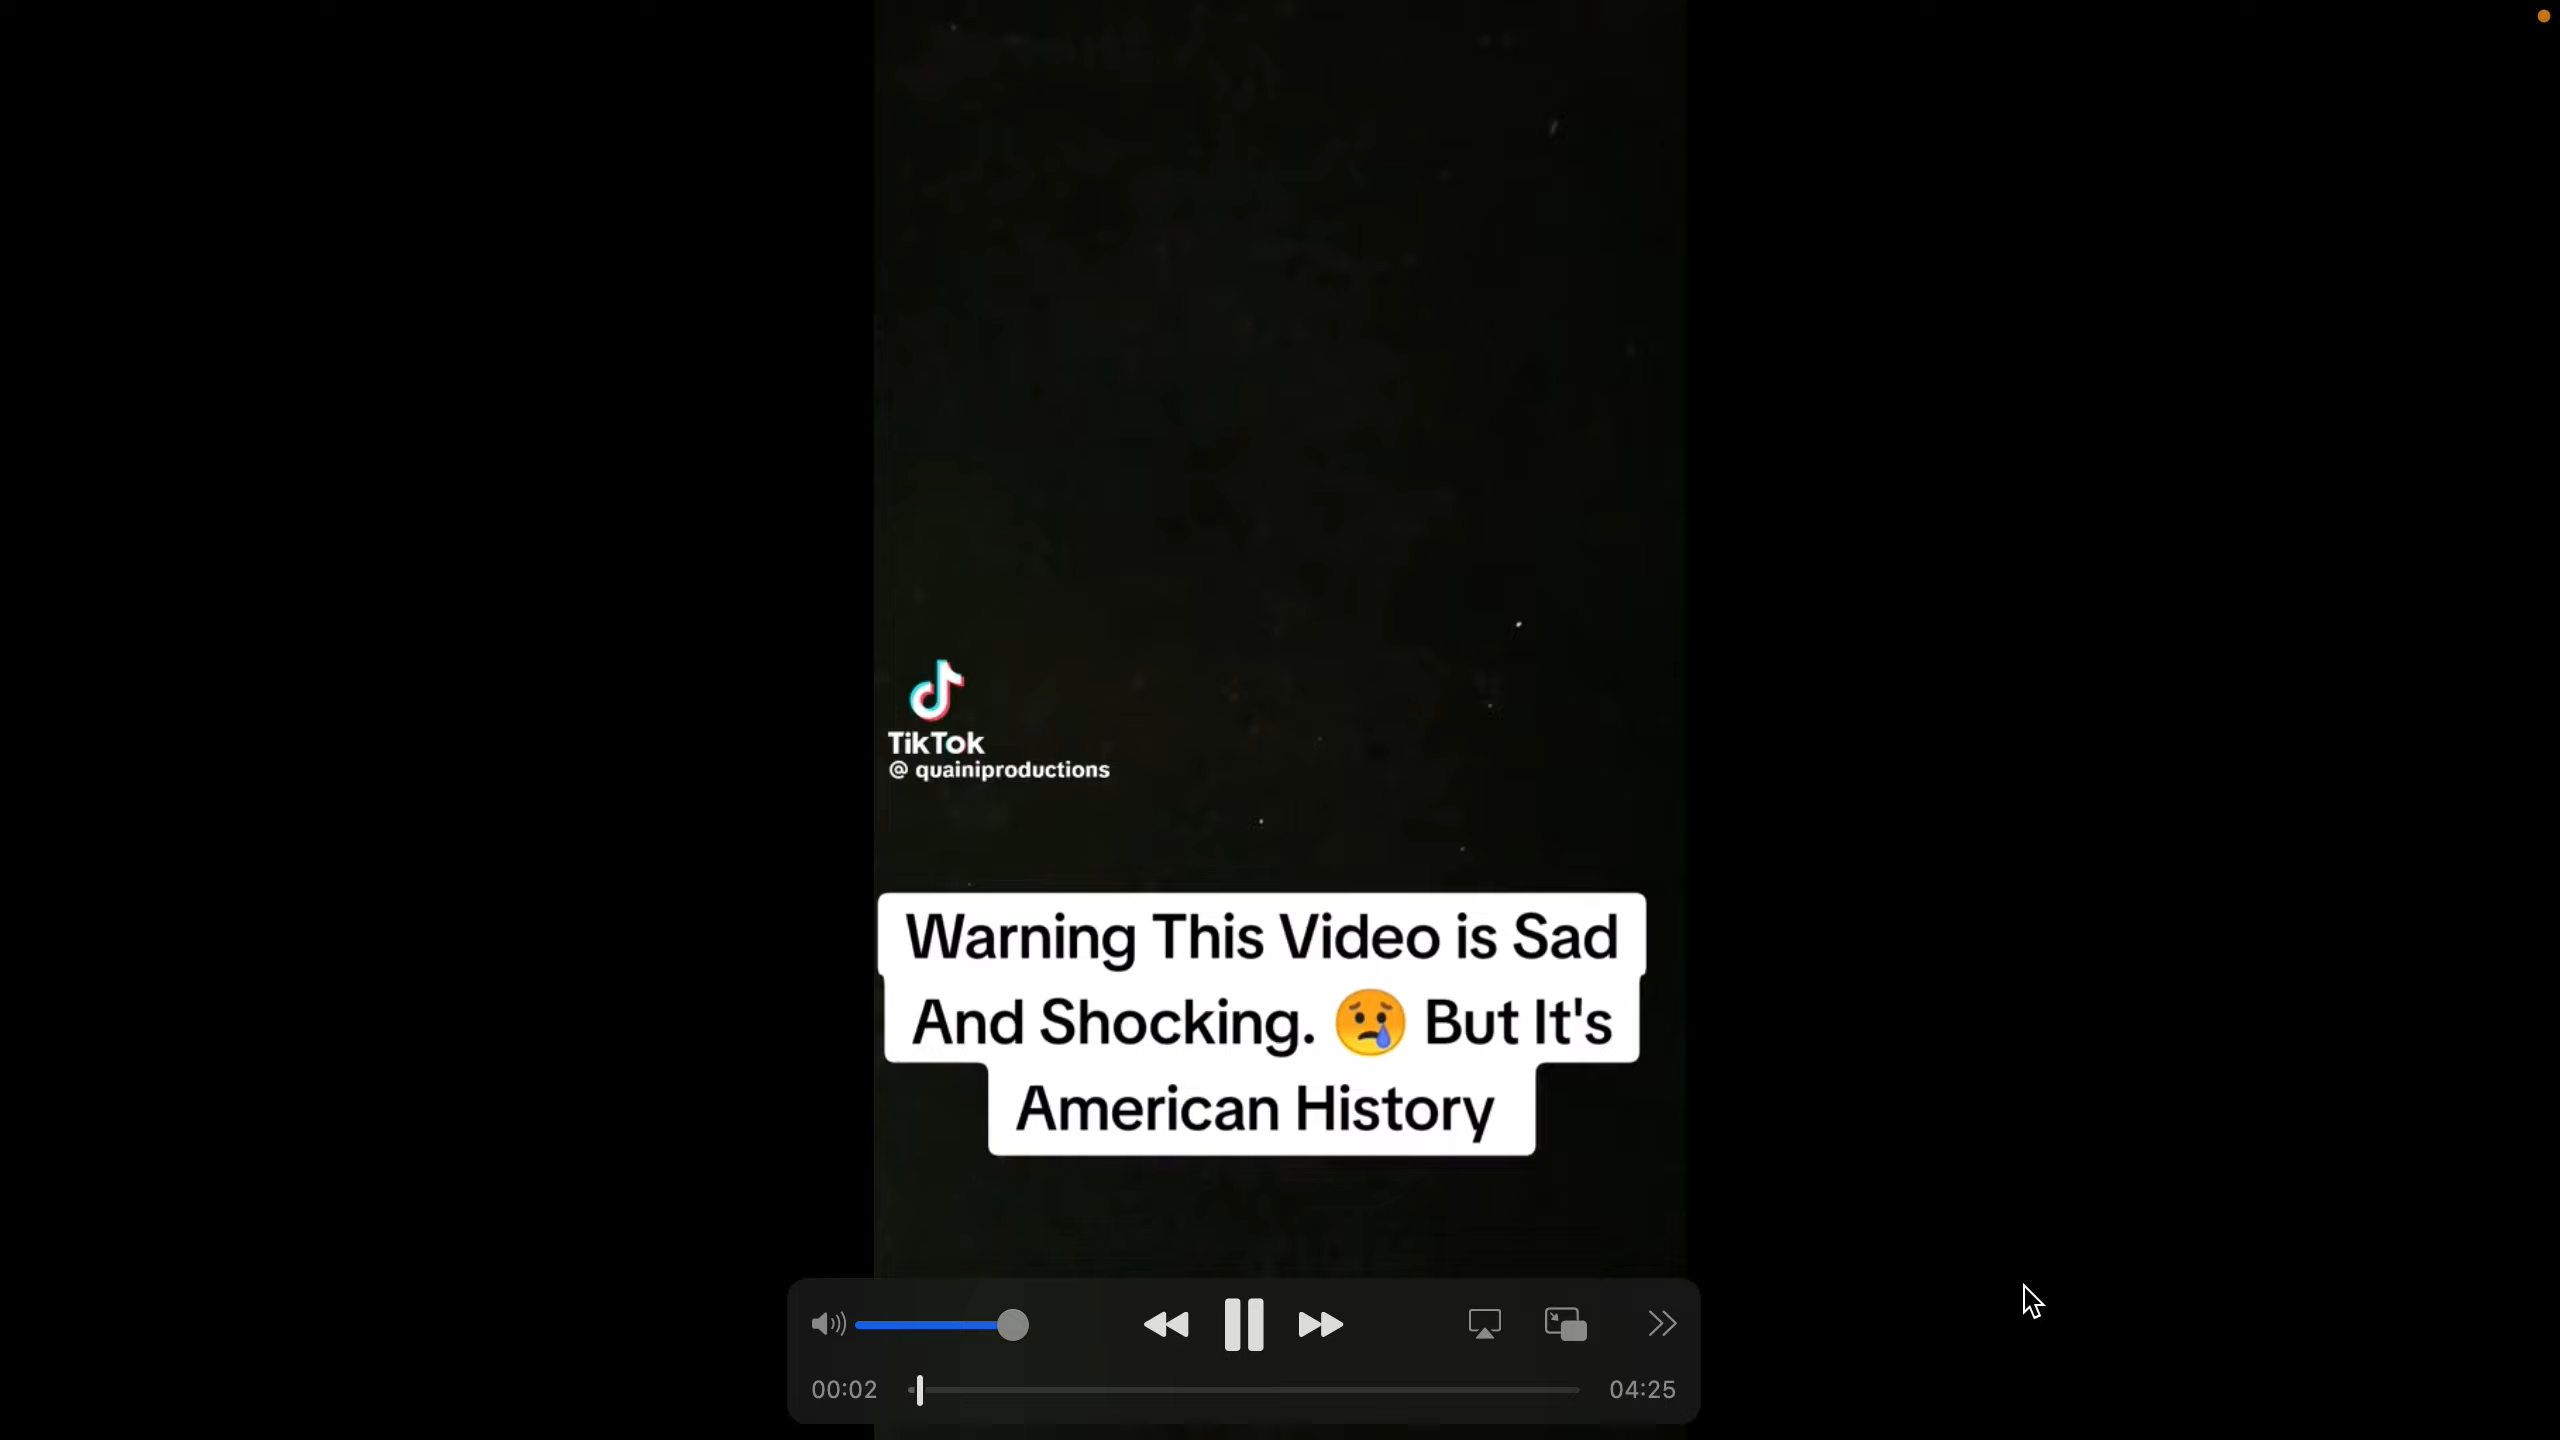 TikTok
@ quainiproductions
Warning This Video is Sad
And Shocking. 😢 But It's
American History
00:02
04:25